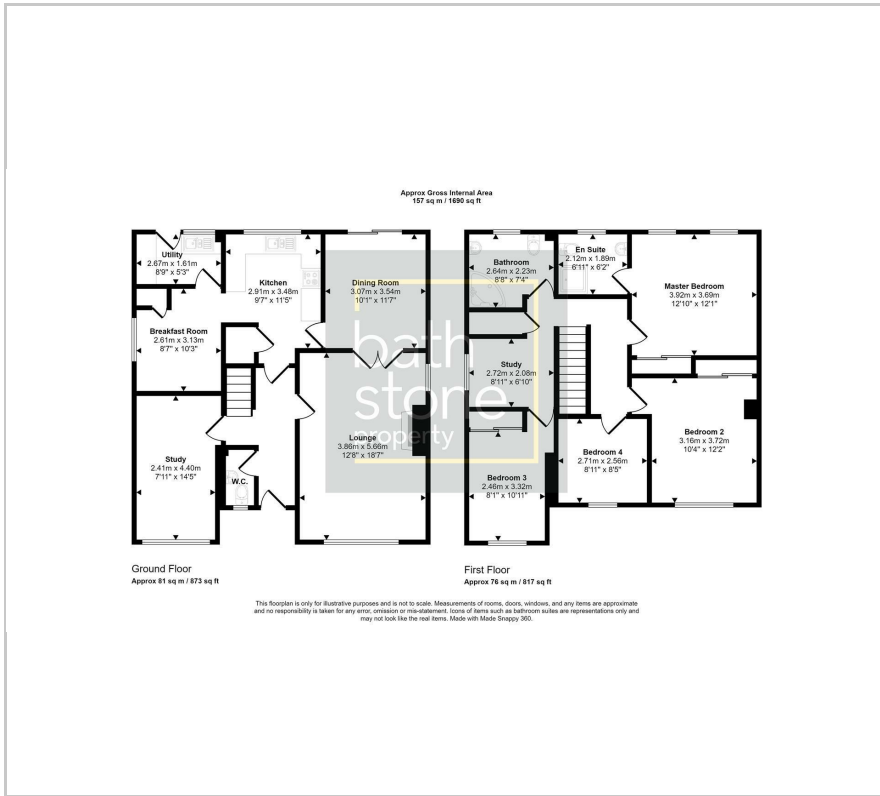 Approx Gross Internal Area
157 sq m / 1690 sq ft
Utility
2.67m x 1.61m
8'9" x 5'3"
Kitchen
2.91m x 3.48m
9'7" x 11'5"
Dining Room
3.07m x 3.54m
10'1" x 11'7"
Breakfast Room
2.61m x 3.13m
8'7" x 10'3"
Study
2.41m x 4.40m
7'11" x 14'5"
W.C.
Lounge
3.86m x 5.66m
12'8" x 18'7"
Bathroom
2.64m x 2.23m
8'8" x 7'4"
En Suite
2.12m x 1.89m
6'11" x 6'2"
Master Bedroom
3.92m x 3.69m
12'10" x 12'1"
Study
2.72m x 2.08m
8'11" x 6'10"
Bedroom 3
2.46m x 3.32m
8'1" x 10'11"
Bedroom 4
2.71m x 2.56m
8'11" x 8'5"
Bedroom 2
3.16m x 3.72m
10'4" x 12'2"
bath
stone
property
Ground Floor
Approx 81 sq m / 873 sq ft
First Floor
Approx 76 sq m / 817 sq ft
This floorplan is only for illustrative purposes and is not to scale. Measurements of rooms, doors, windows, and any items are approximate
and no responsibility is taken for any error, omission or mis-statement. Icons of items such as bathroom suites are representations only and
may not look like the real items. Made with Made Snappy 360.